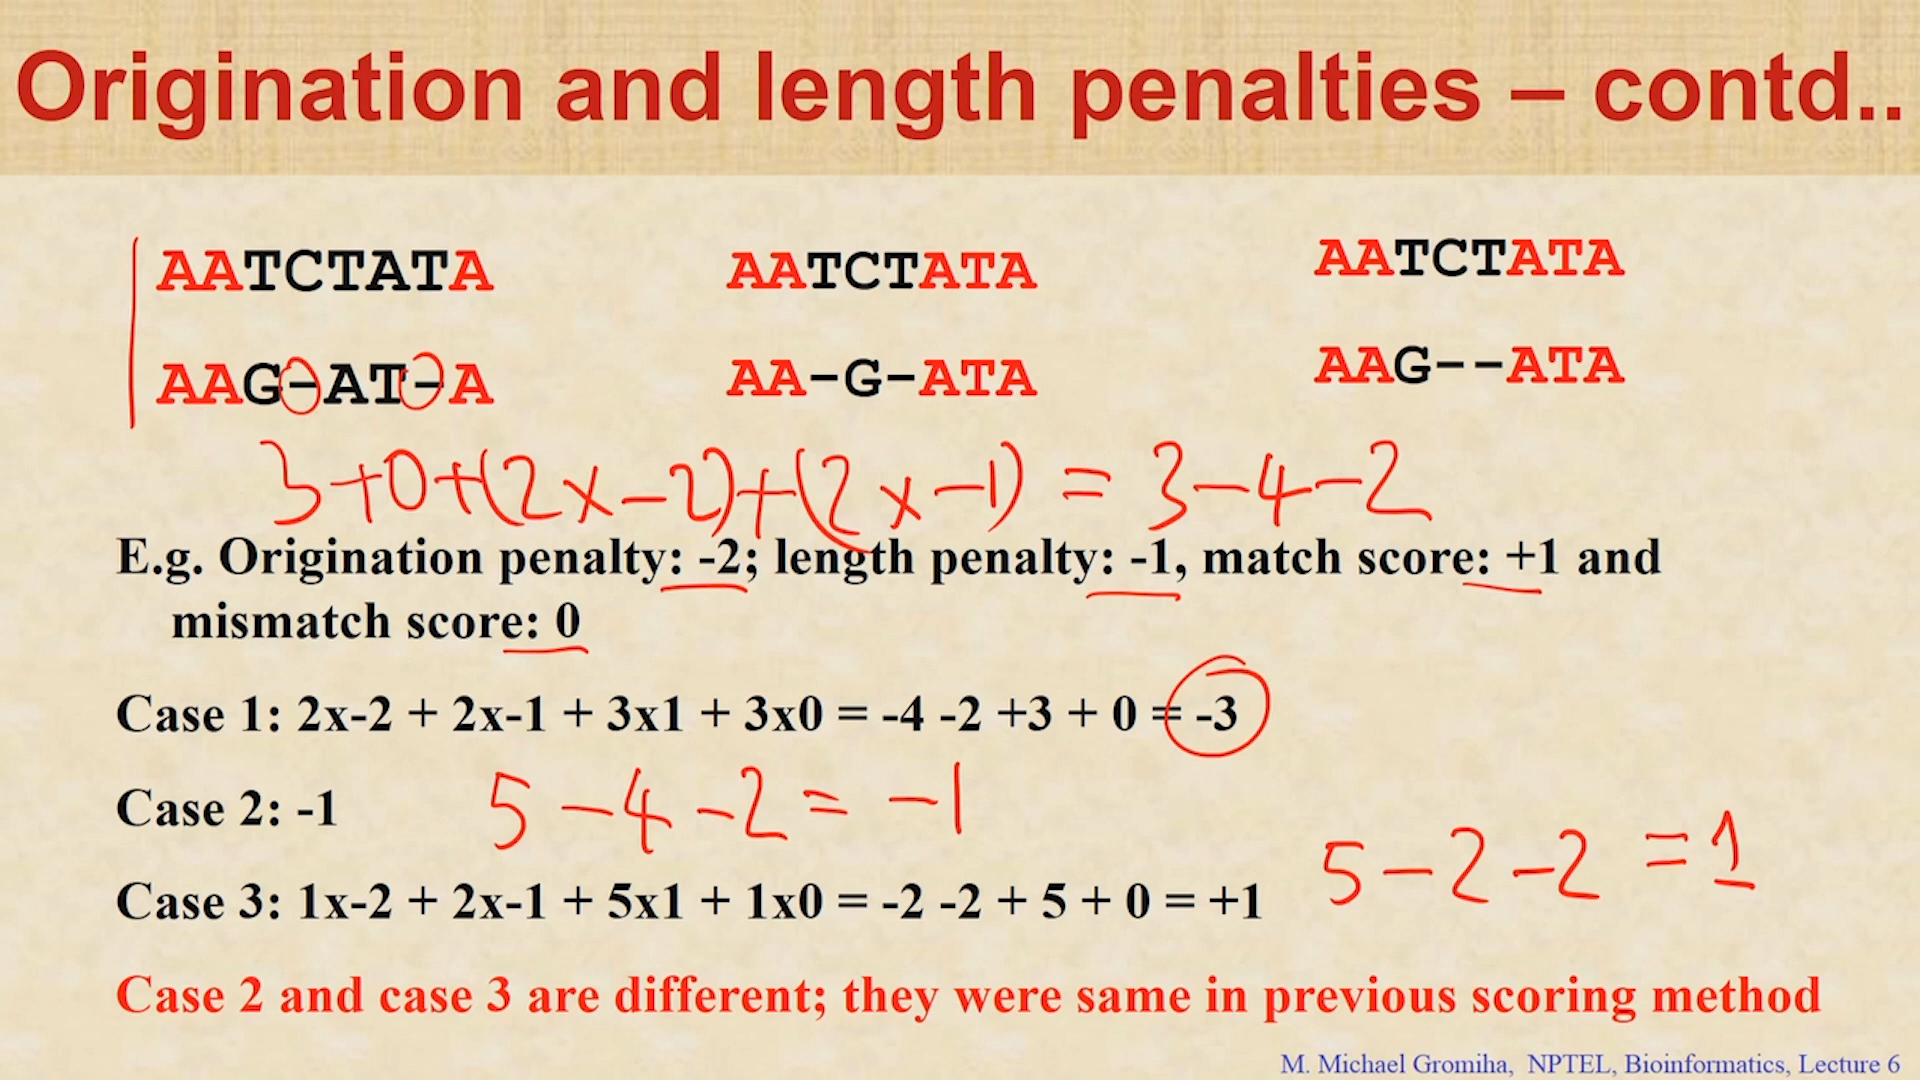 Origination and length penalties – contd..
AATCTATA AATCTATA AATCTATA
AAG-AT-A AA-G-ATA AAG--ATA
3+0+(2x-2)+(2x-1) = 3-4-2
E.g. Origination penalty: -2; length penalty: -1, match score: +1 and
mismatch score: 0
Case 1: 2x-2 + 2x-1 + 3x1 + 3x0 = -4 -2 +3 + 0 = -3
Case 2: -1 5-4-2= -1
5-2-2 =1
Case 3: 1x-2 + 2x-1 + 5x1 + 1x0 = -2 -2 + 5 + 0 = +1
Case 2 and case 3 are different; they were same in previous scoring method
M. Michael Gromiha, NPTEL, Bioinformatics, Lecture 6